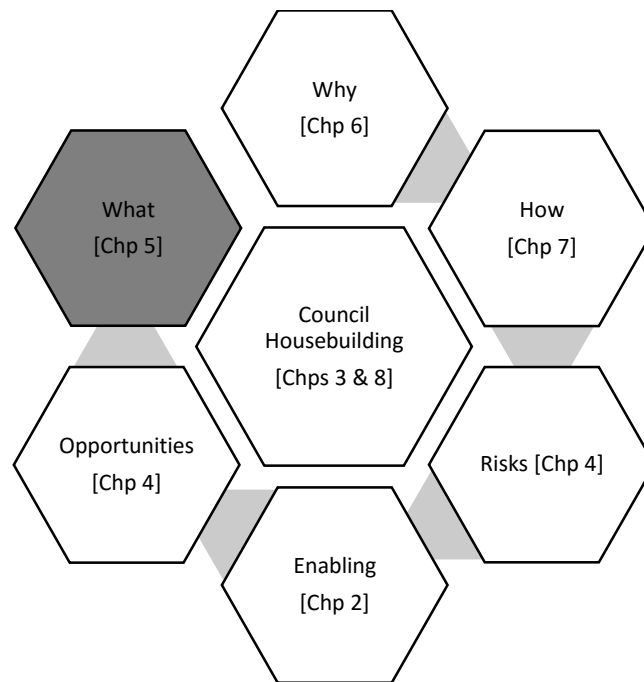 Why
[Chp 6]
What
[Chp 5]
How
[Chp 7]
Council
Housebuilding
[Chps 3 & 8]
Opportunities
[Chp 4]
Risks [Chp 4]
Enabling
[Chp 2]